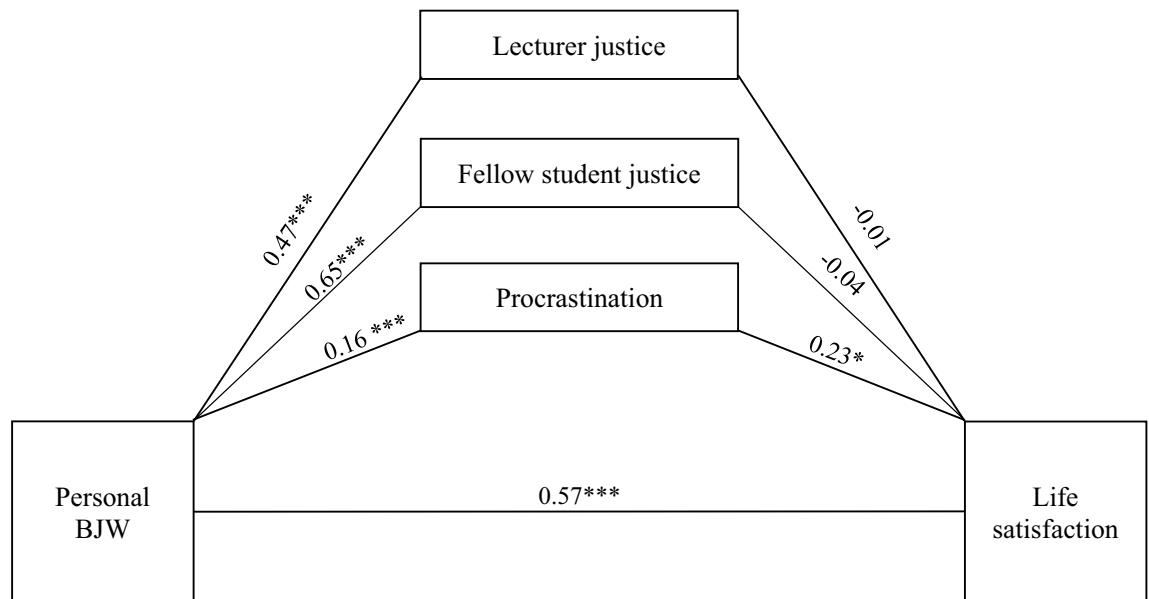 Lecturer justice
Fellow student justice
Procrastination
0.47***
0.65***
0.16 ***
-0.01
-0.04
0.23*
0.57***
Personal
BJW
Life
satisfaction